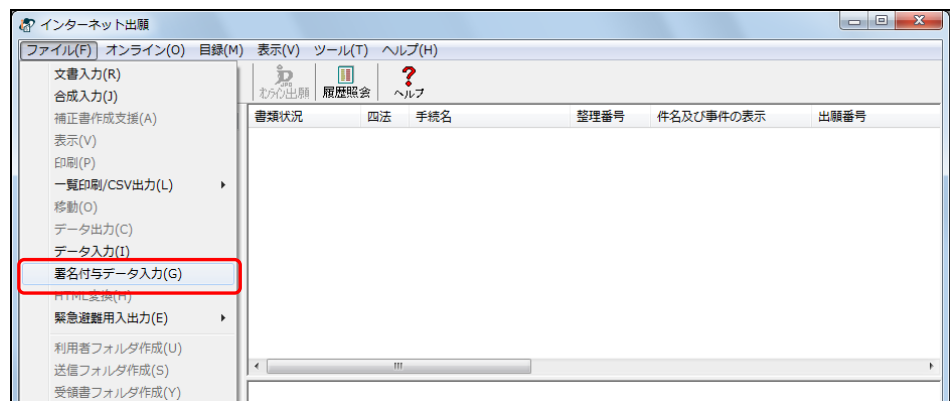 インターネット出願
ファイル(F) オンライン(O) 目録(M) 表示(V) ツール(T) ヘルプ(H)
文書入力(R)
合成入力(J)
補正書作成支援(A)
表示(V)
印刷(P)
一覧印刷/CSV出力(L)
移動(O)
データ出力(C)
データ入力(I)
署名付与データ入力(G)
HTML変換(H)
緊急避難用入出力(E)
利用者フォルダ作成(U)
送信フォルダ作成(S)
受領書フォルダ作成(Y)
オンライン出願 履歴照会 ヘルプ
書類状況 四法 手続名 整理番号 件名及び事件の表示 出願番号